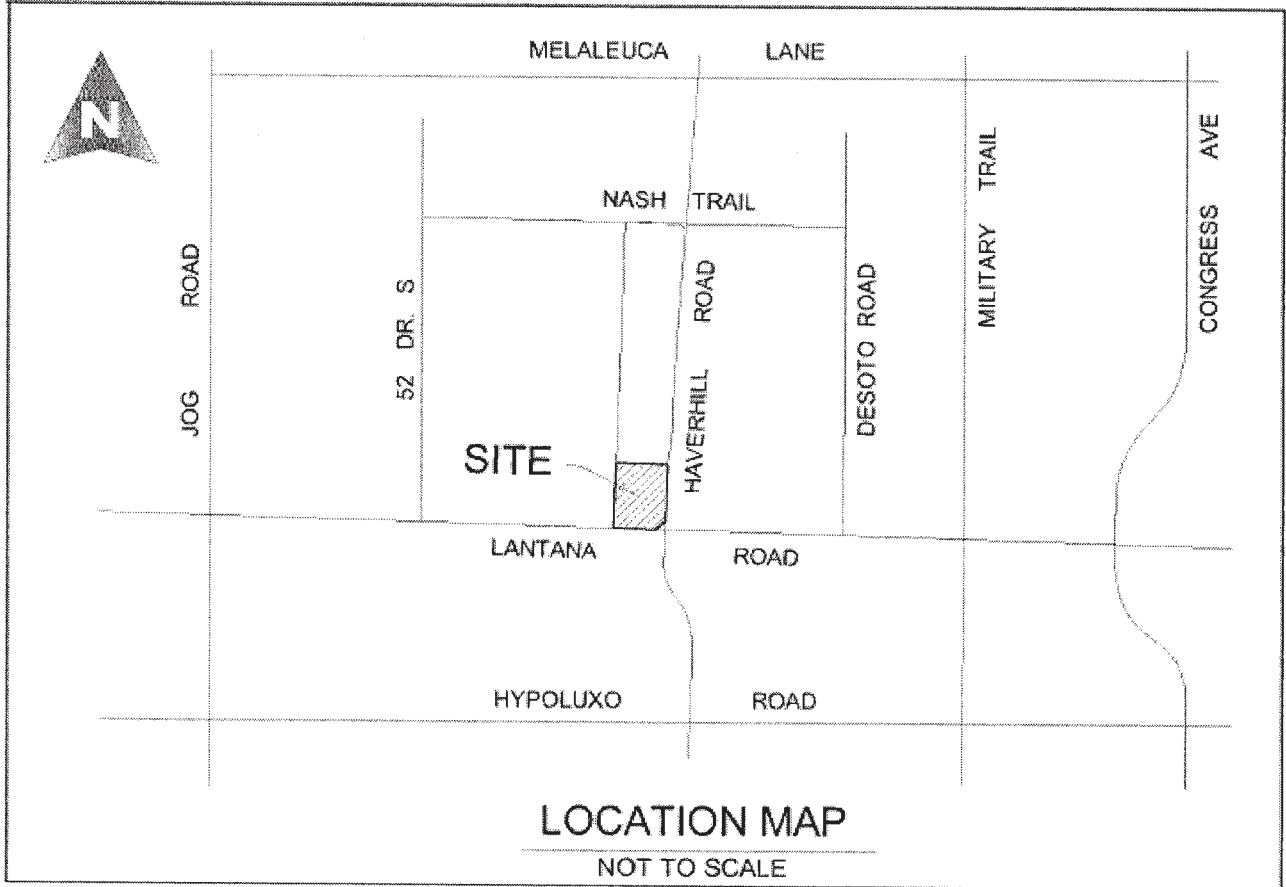 MELALEUCA LANE
N
NASH TRAIL
JOG ROAD
52 DR. S
HAVERHILL ROAD
DESOTO ROAD
MILITARY TRAIL
CONGRESS AVE
SITE
LANTANA ROAD
HYPOLUXO ROAD
LOCATION MAP
NOT TO SCALE